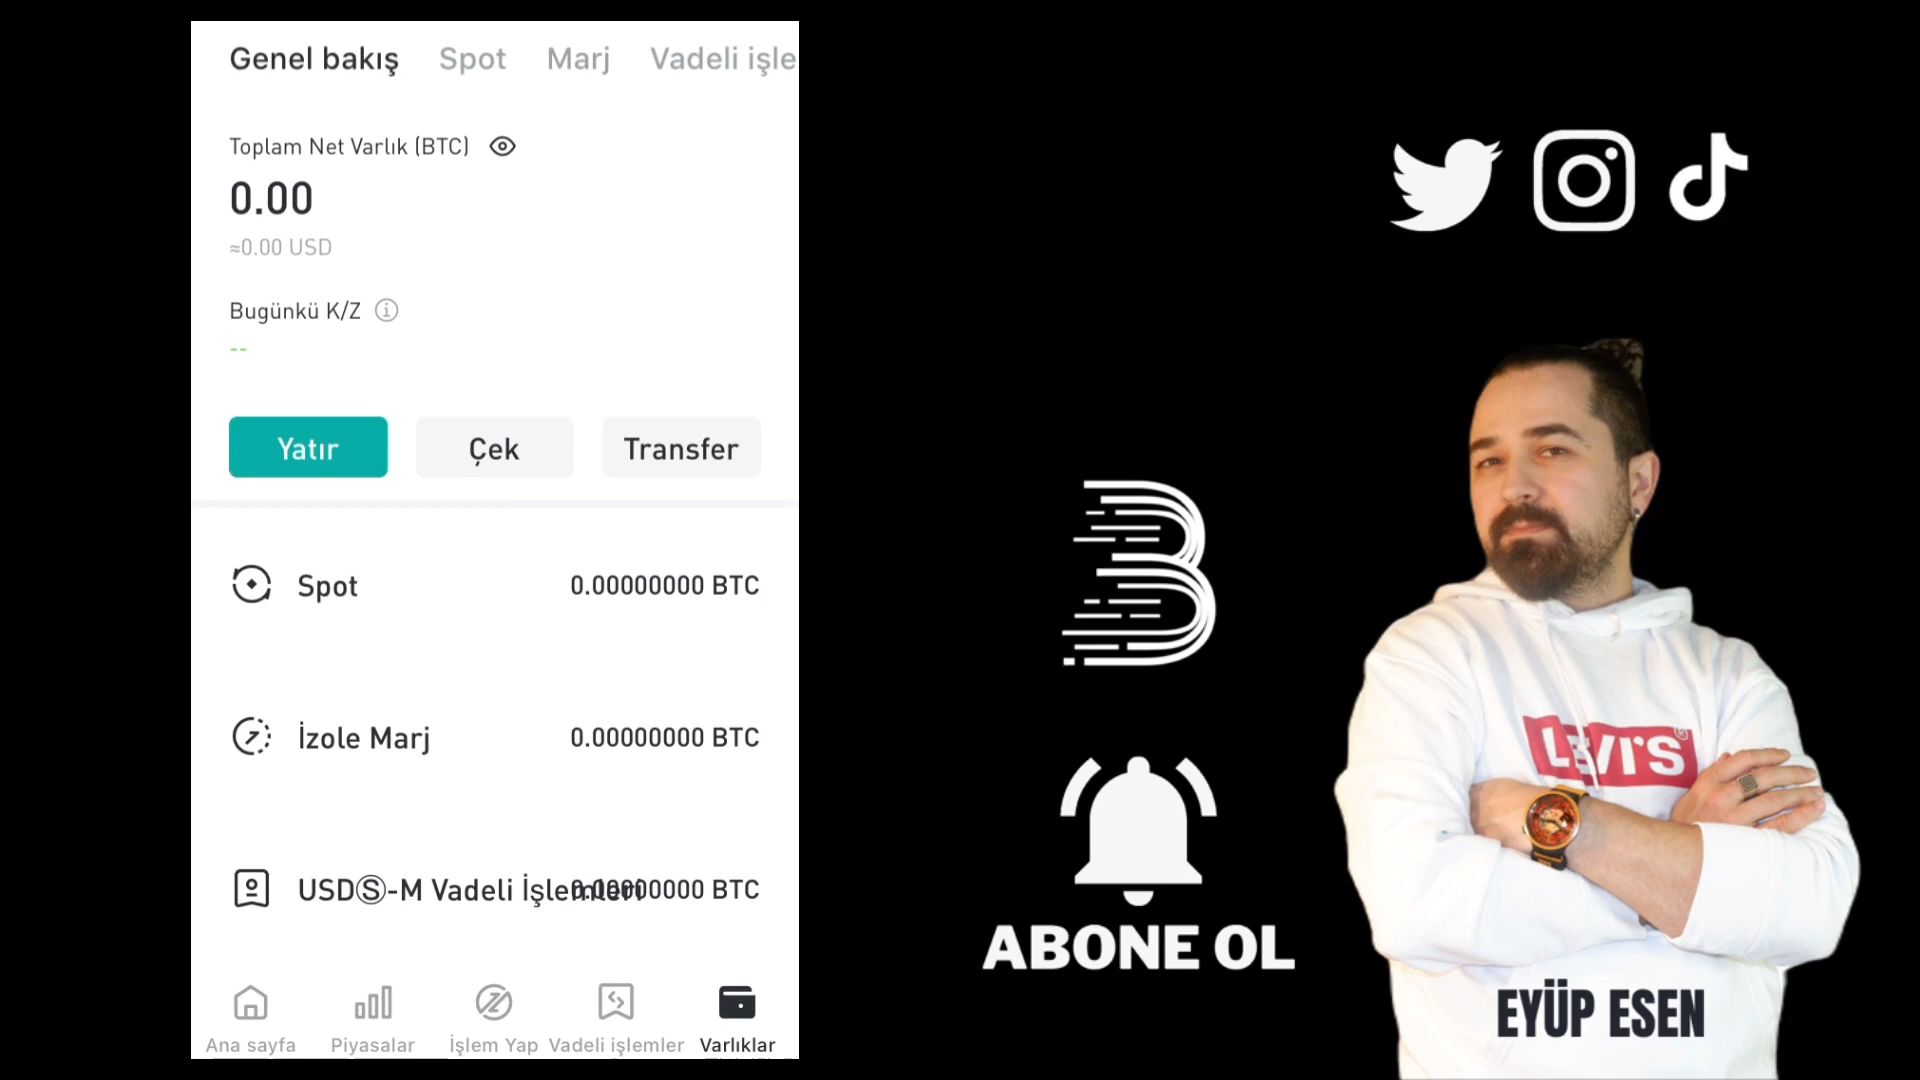 Genel bakış Spot Marj Vadeli işle
Toplam Net Varlık (BTC)
0.00
≈0.00 USD
Bugünkü K/Z
--
Yatır Çek Transfer
Spot 0.00000000 BTC
İzole Marj 0.00000000 BTC
USDⓈ-M Vadeli İşlemleri 0.00000000 BTC
Ana sayfa Piyasalar İşlem Yap Vadeli işlemler Varlıklar
ABONE OL
LEVI'S®
EYÜP ESEN